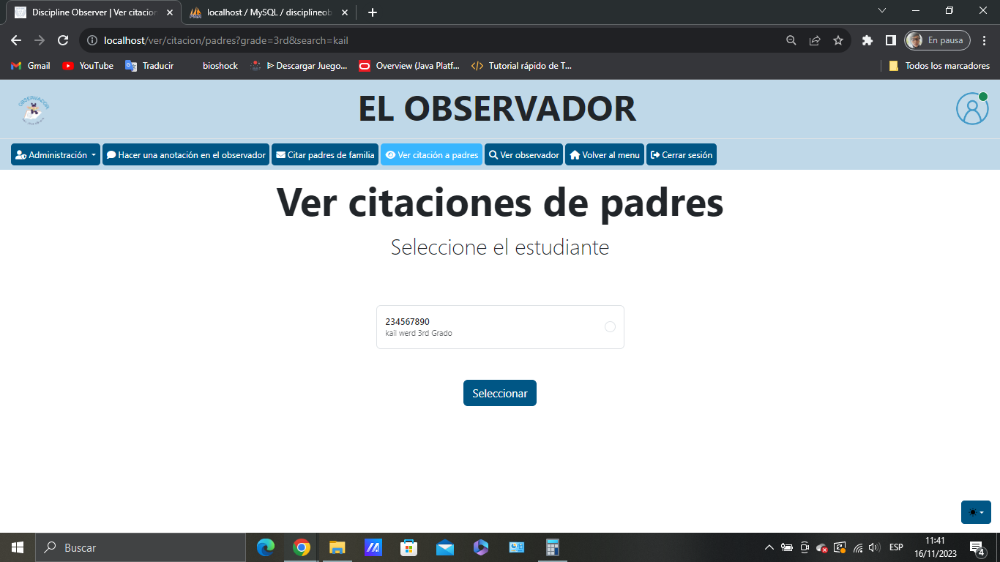 Discipline Observer | Ver citacion
localhost / MySQL / disciplineob
localhost/ver/citacion/padres?grade=3rd&search=kail
En pausa
Gmail
YouTube
Traducir
bioshock
Descargar Juego...
Overview (Java Platf...
Tutorial rápido de T...
Todos los marcadores
OBSERVADOR
EL OBSERVADOR
Administración
Hacer una anotación en el observador
Citar padres de familia
Ver citación a padres
Ver observador
Volver al menu
Cerrar sesión
Ver citaciones de padres
Seleccione el estudiante
234567890
kail werd 3rd Grado
Seleccionar
Buscar
ESP
11:41
16/11/2023
4